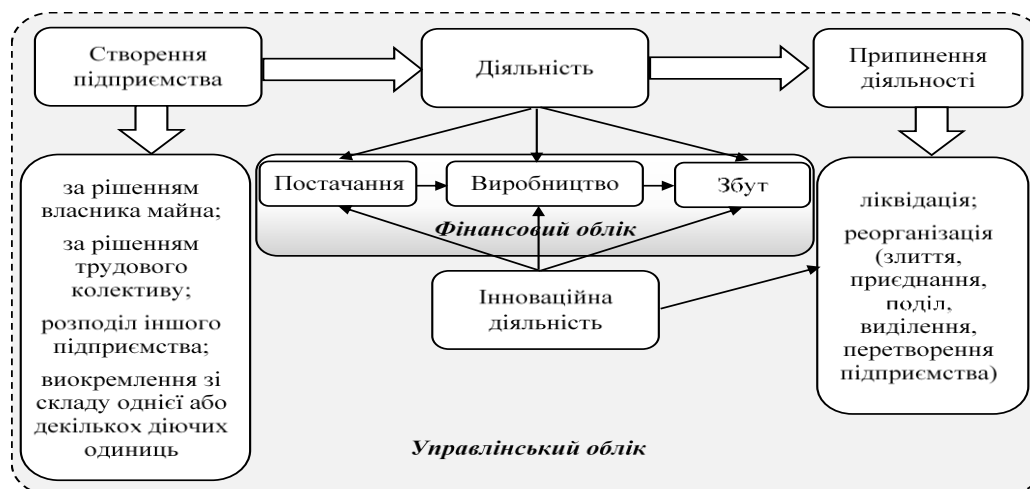 Створення
підприємства
Діяльність
Припинення
діяльності
за рішенням
власника майна;
за рішенням
трудового
колективу;
розподіл іншого
підприємства;
виокремлення зі
складу однієї або
декількох діючих
одиниць
Постачання
Виробництво
Збут
Фінансовий облік
Інноваційна
діяльність
ліквідація;
реорганізація
(злиття,
приєднання,
поділ,
виділення,
перетворення
підприємства)
Управлінський облік